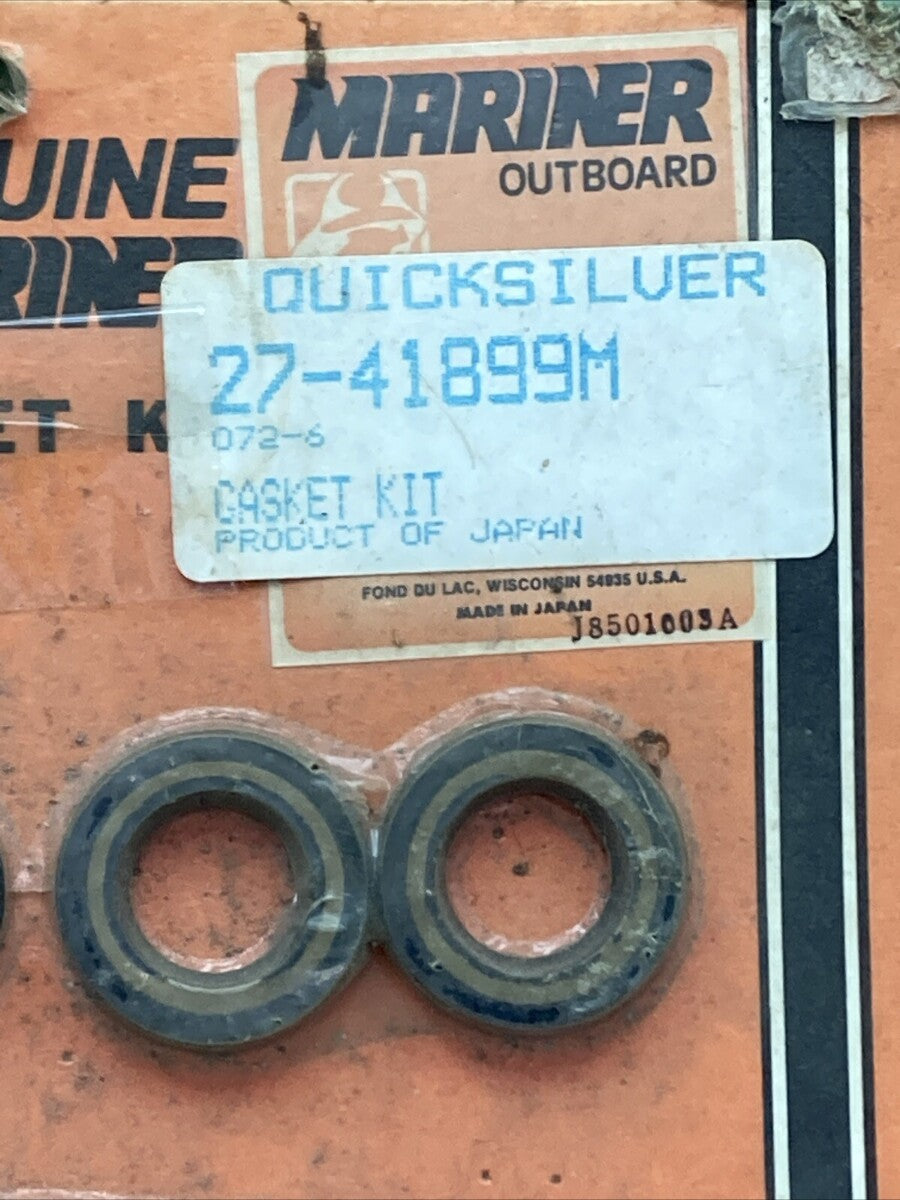 MARINER
OUTBOARD
UINE
RINER
QUICKSILVER
27-41899M
072-6
ET K
GASKET KIT
PRODUCT OF JAPAN
FOND DU LAC, WISCONSIN 54935 U.S.A.
MADE IN JAPAN
J8501603A